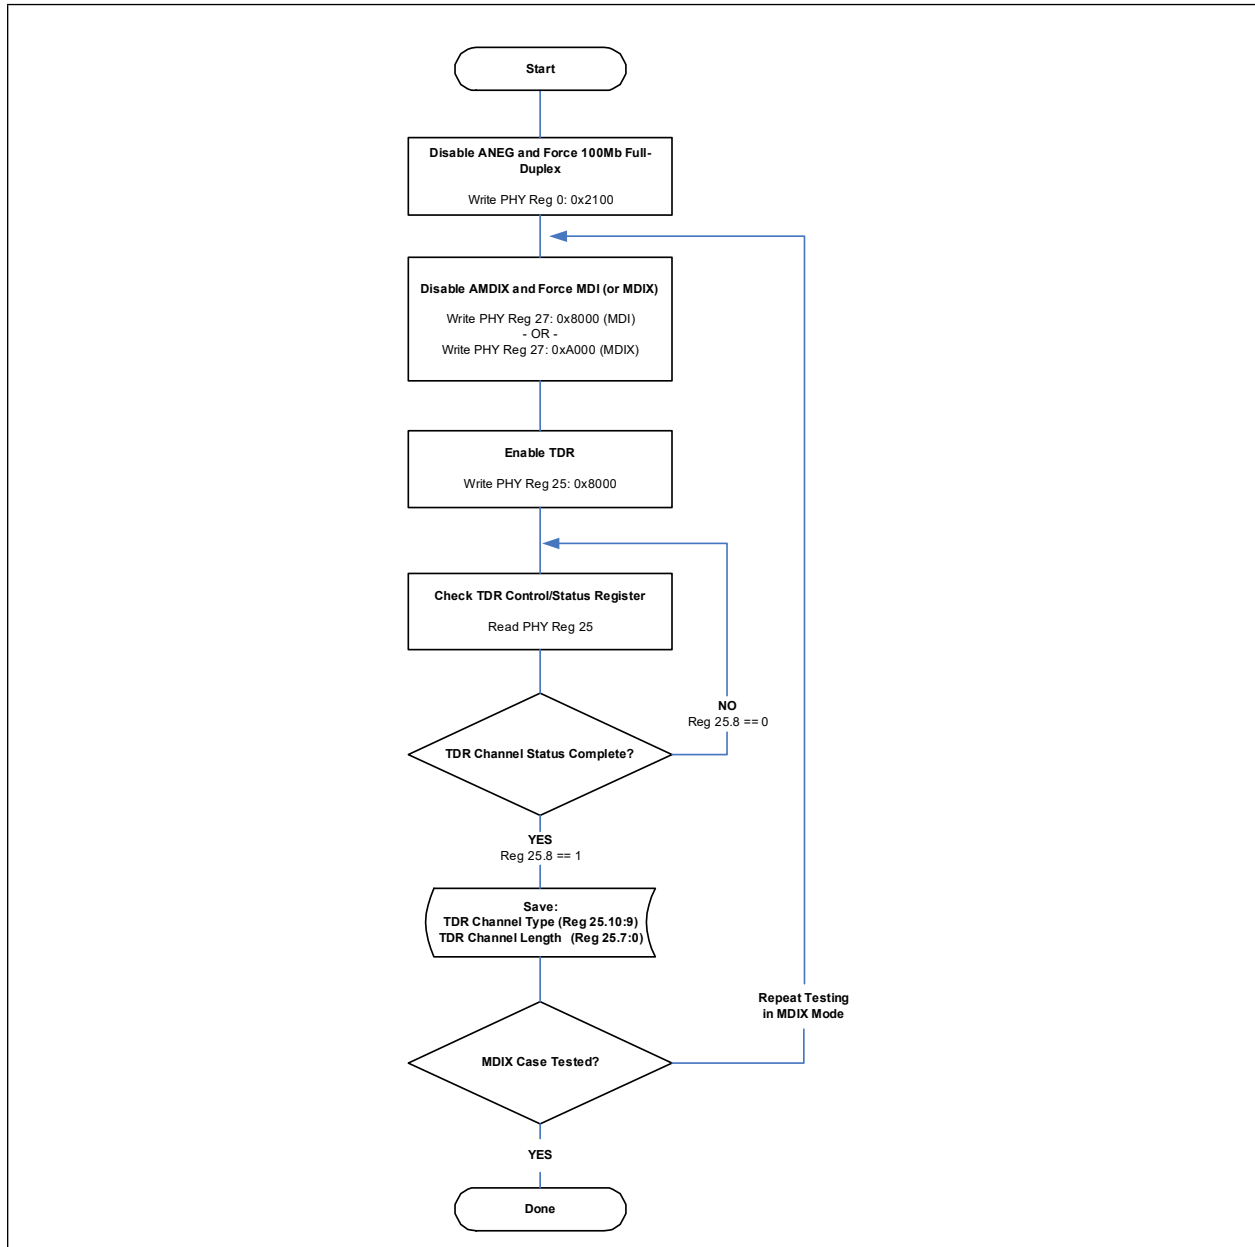 Start
Disable ANEG and Force 100Mb Full-
Duplex
Write PHY Reg 0: 0x2100
Disable AMDIX and Force MDI (or MDIX)
Write PHY Reg 27: 0x8000 (MDI)
- OR -
Write PHY Reg 27: 0xA000 (MDIX)
Enable TDR
Write PHY Reg 25: 0x8000
Check TDR Control/Status Register
Read PHY Reg 25
NO
Reg 25.8 == 0
TDR Channel Status Complete?
YES
Reg 25.8 == 1
Save:
TDR Channel Type (Reg 25.10:9)
TDR Channel Length (Reg 25.7:0)
Repeat Testing
in MDIX Mode
MDIX Case Tested?
YES
Done